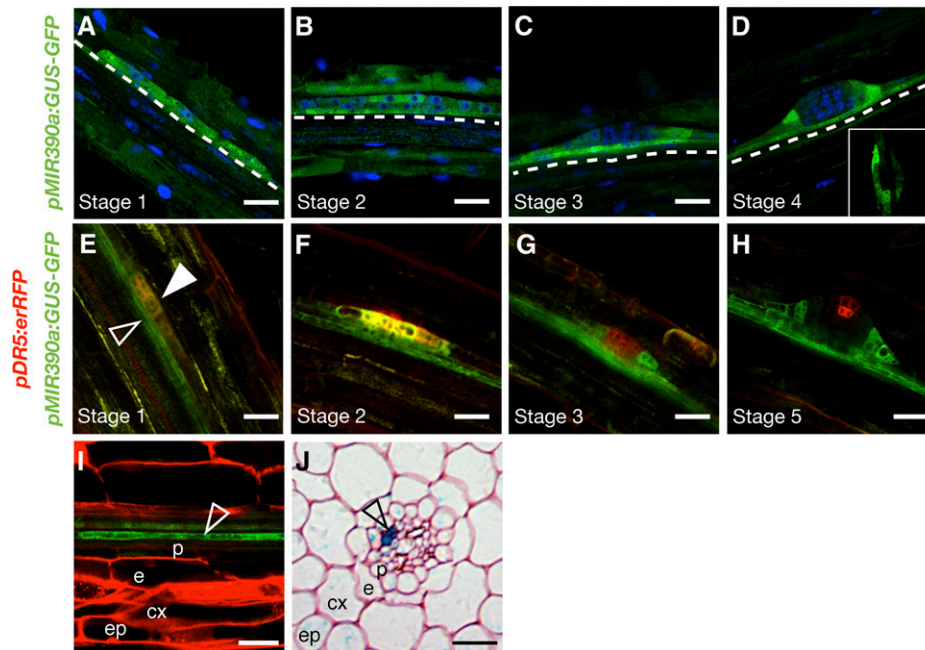 pMIR390a:GUS-GFP
A
B
C
D
Stage 1
Stage 2
Stage 3
Stage 4
pDR5:erRFP
pMIR390a:GUS-GFP
E
F
G
H
Stage 1
Stage 2
Stage 3
Stage 5
I
J
p
e
cx
ep
p
e
cx
ep